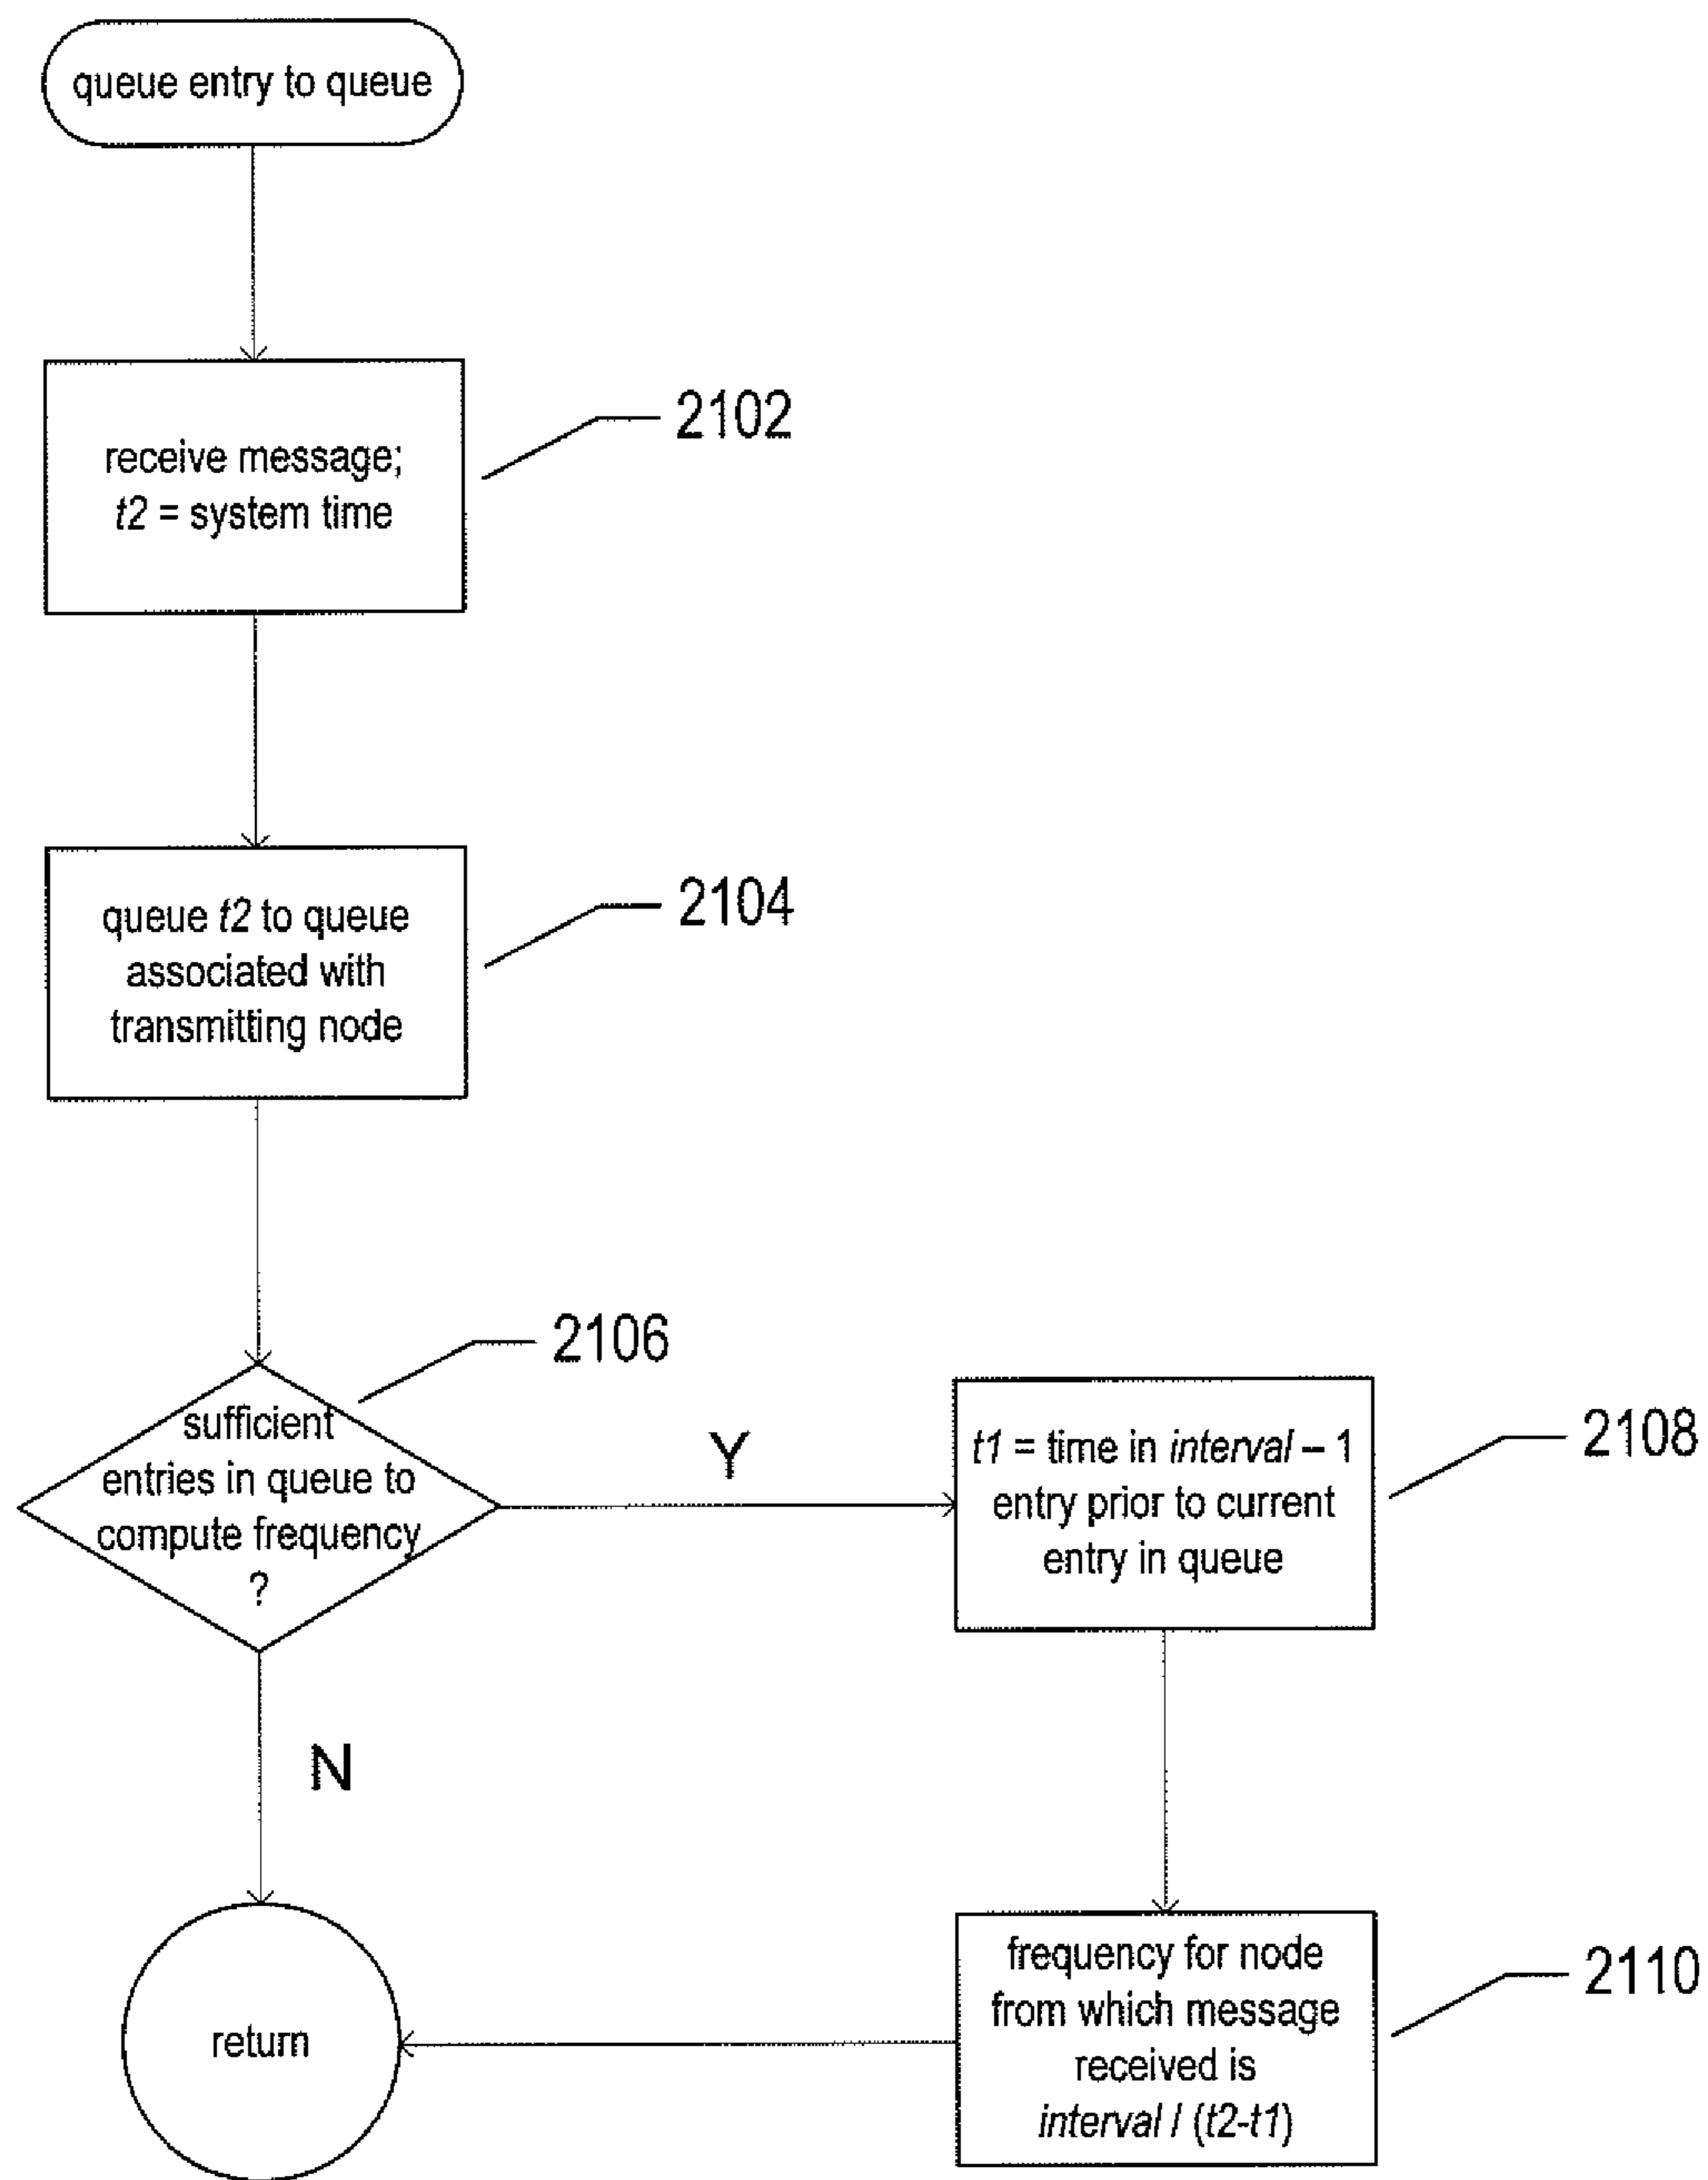 queue entry to queue
receive message;
t2 = system time
2102
queue t2 to queue
associated with
transmitting node
2104
sufficient
entries in queue to
compute frequency
?
2106
Y
N
t1 = time in interval – 1
entry prior to current
entry in queue
2108
frequency for node
from which message
received is
interval / (t2-t1)
2110
return